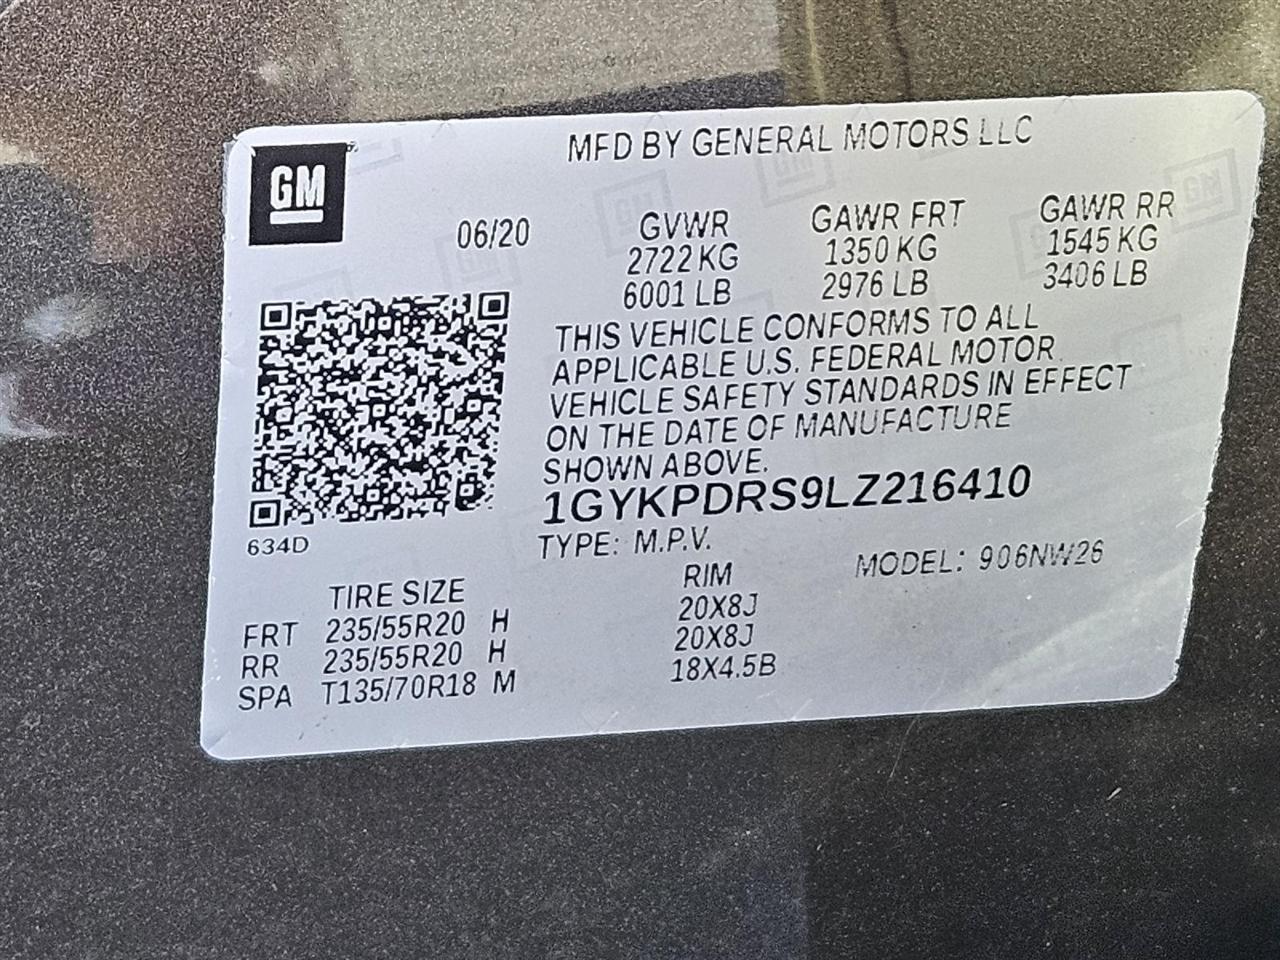 GM
MFD BY GENERAL MOTORS LLC
06/20
GVWR GAWR FRT GAWR RR
2722 KG 1350 KG 1545 KG
6001 LB 2976 LB 3406 LB
THIS VEHICLE CONFORMS TO ALL
APPLICABLE U.S. FEDERAL MOTOR
VEHICLE SAFETY STANDARDS IN EFFECT
ON THE DATE OF MANUFACTURE
SHOWN ABOVE.
1GYKPDRS9LZ216410
634D
TYPE: M.P.V. MODEL: 906NW26
TIRE SIZE RIM
FRT 235/55R20 H 20X8J
RR 235/55R20 H 20X8J
SPA T135/70R18 M 18X4.5B